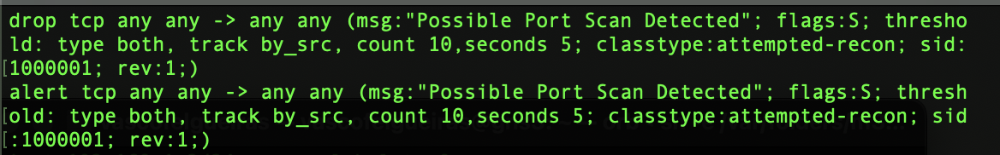 drop tcp any any -> any any (msg:"Possible Port Scan Detected"; flags:S; thresho
ld: type both, track by_src, count 10,seconds 5; classtype:attempted-recon; sid:
[1000001; rev:1;)
alert tcp any any -> any any (msg:"Possible Port Scan Detected"; flags:S; thresh
[old: type both, track by_src, count 10,seconds 5; classtype:attempted-recon; sid
[:1000001; rev:1;)